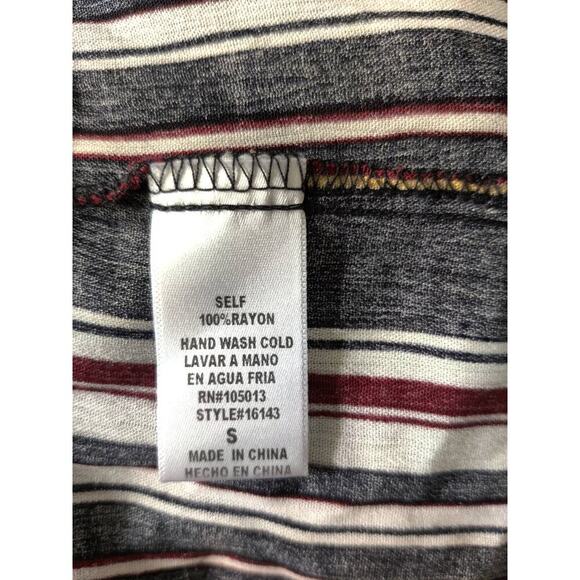 SELF
100%RAYON
HAND WASH COLD
LAVAR A MANO
EN AGUA FRIA
RN#105013
STYLE#16143
S
MADE IN CHINA
HECHO EN CHINA